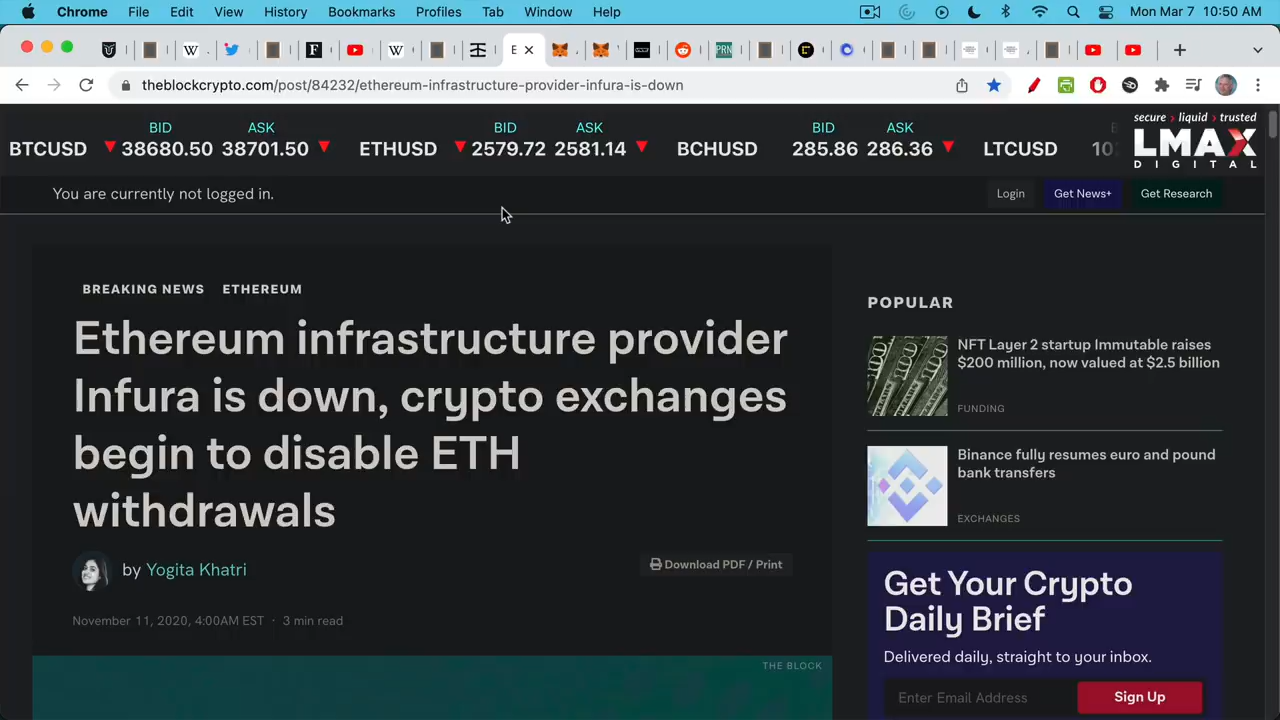 Chrome File Edit View History Bookmarks Profiles Tab Window Help Mon Mar 7 10:50 AM
theblockcrypto.com/post/84232/ethereum-infrastructure-provider-infura-is-down
BID ASK BID ASK BID ASK
BTCUSD 38680.50 38701.50 ETHUSD 2579.72 2581.14 BCHUSD 285.86 286.36 LTCUSD
secure › liquid › trusted
LMAX
DIGITAL
You are currently not logged in.
Login Get News+ Get Research
BREAKING NEWS ETHEREUM
Ethereum infrastructure provider
Infura is down, crypto exchanges
begin to disable ETH
withdrawals
by Yogita Khatri
Download PDF / Print
November 11, 2020, 4:00AM EST · 3 min read
THE BLOCK
POPULAR
NFT Layer 2 startup Immutable raises
$200 million, now valued at $2.5 billion
FUNDING
Binance fully resumes euro and pound
bank transfers
EXCHANGES
Get Your Crypto
Daily Brief
Delivered daily, straight to your inbox.
Enter Email Address Sign Up